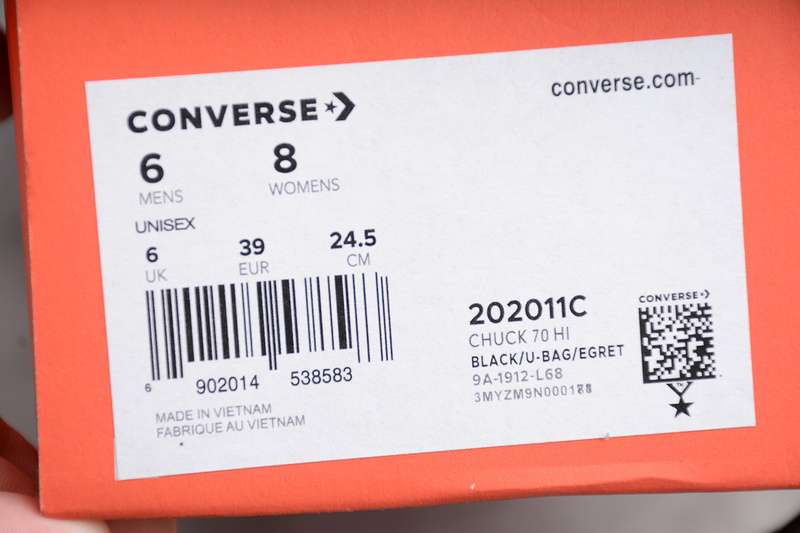 CONVERSE
converse.com
6 8
MENS WOMENS
UNISEX
6 39 24.5
UK EUR CM
6 902014 538583
MADE IN VIETNAM
FABRIQUE AU VIETNAM
202011C
CHUCK 70 HI
BLACK/U-BAG/EGRET
9A-1912-L68
CONVERSE
TM